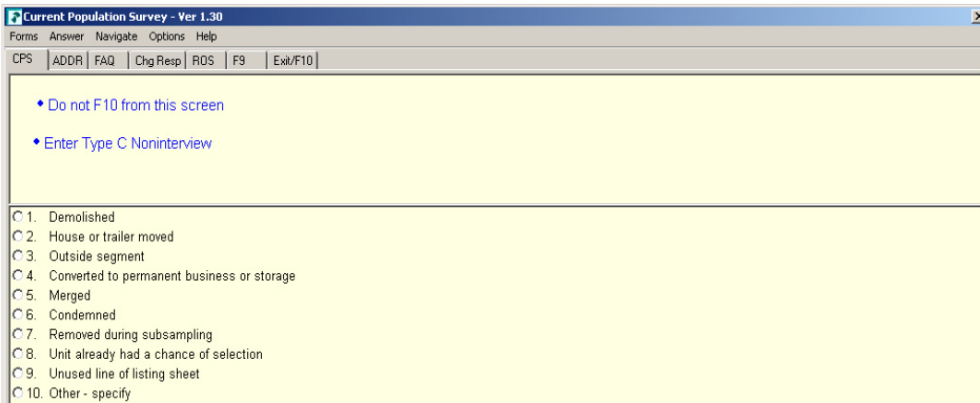 Current Population Survey - Ver 1.30
Forms Answer Navigate Options Help
CPS ADDR FAQ Chg Resp ROS F9 Exit/F10
Do not F10 from this screen
Enter Type C Noninterview
1. Demolished
2. House or trailer moved
3. Outside segment
4. Converted to permanent business or storage
5. Merged
6. Condemned
7. Removed during subsampling
8. Unit already had a chance of selection
9. Unused line of listing sheet
10. Other - specify